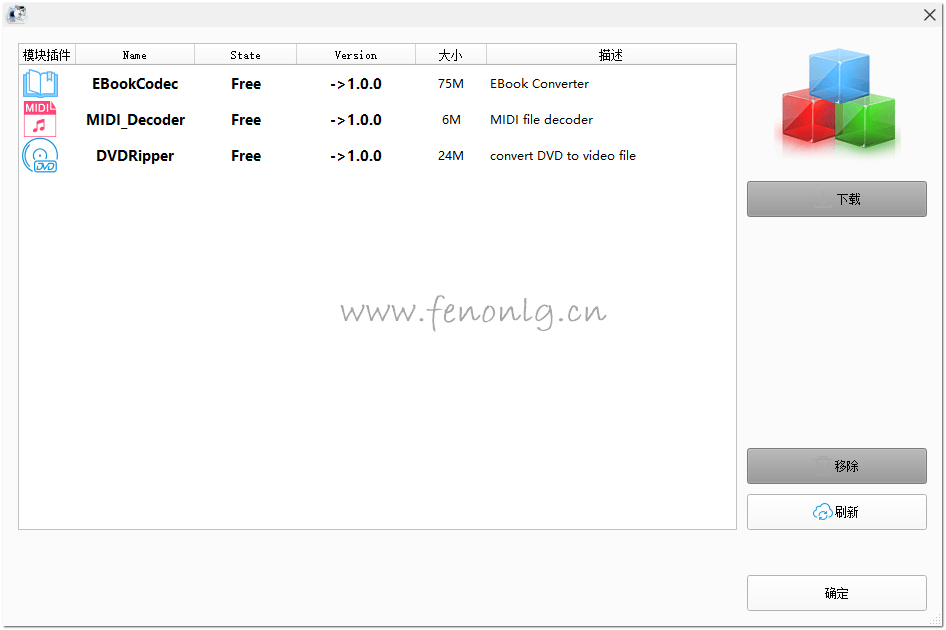 模块插件 Name State Version 大小 描述
EBookCodec Free ->1.0.0 75M EBook Converter
MIDI
MIDI_Decoder Free ->1.0.0 6M MIDI file decoder
DVDRipper Free ->1.0.0 24M convert DVD to video file
DVD
下载
www.fenonlg.cn
移除
刷新
确定